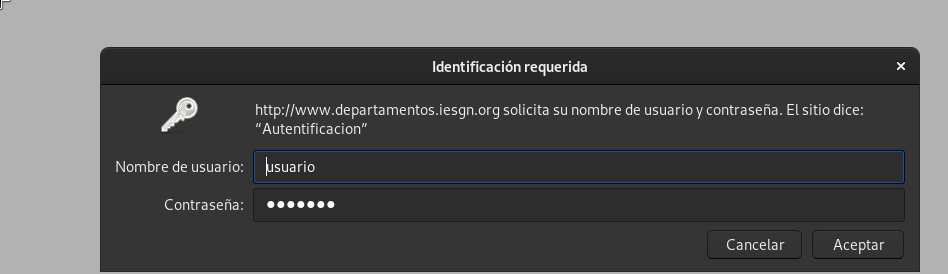 Identificación requerida ×
http://www.departamentos.iesgn.org solicita su nombre de usuario y contraseña. El sitio dice:
“Autentificacion”
Nombre de usuario: usuario
Contraseña: ●●●●●●●
Cancelar Aceptar